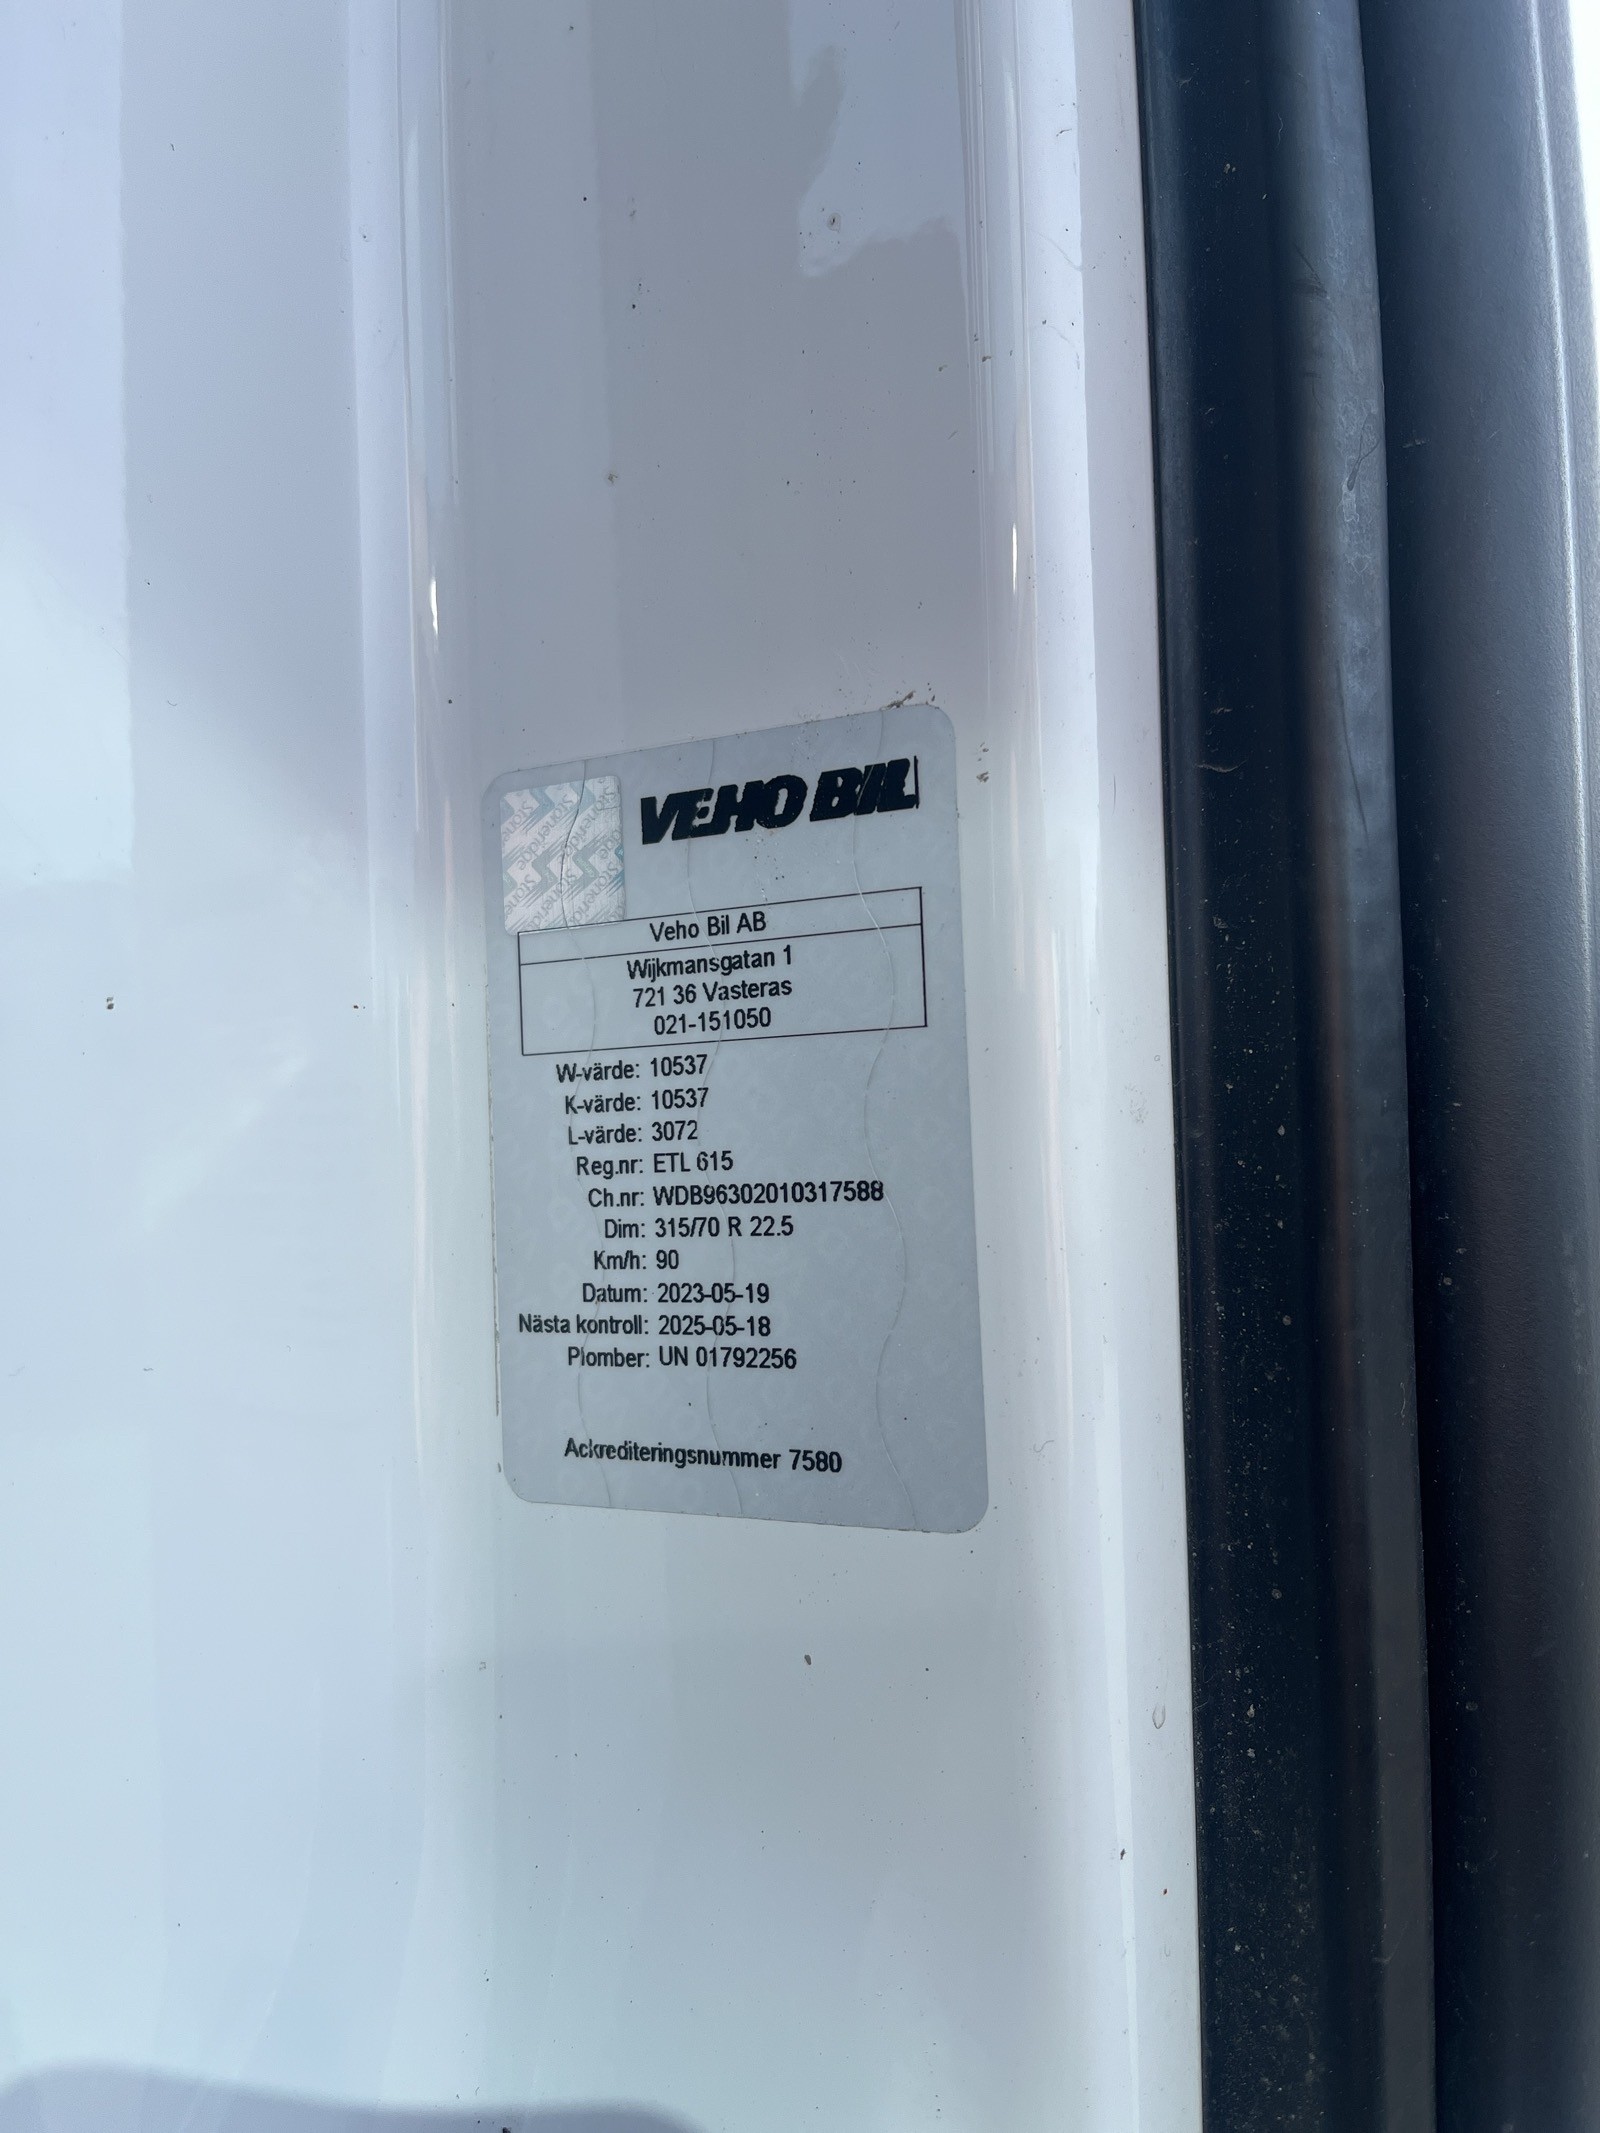 VEHO BIL
Veho Bil AB
Wijkmansgatan 1
721 36 Vasteras
021-151050
W-värde: 10537
K-värde: 10537
L-värde: 3072
Reg.nr: ETL 615
Ch.nr: WDB96302010317588
Dim: 315/70 R 22.5
Km/h: 90
Datum: 2023-05-19
Nästa kontroll: 2025-05-18
Plomber: UN 01792256
Ackrediteringsnummer 7580
Stoneridge